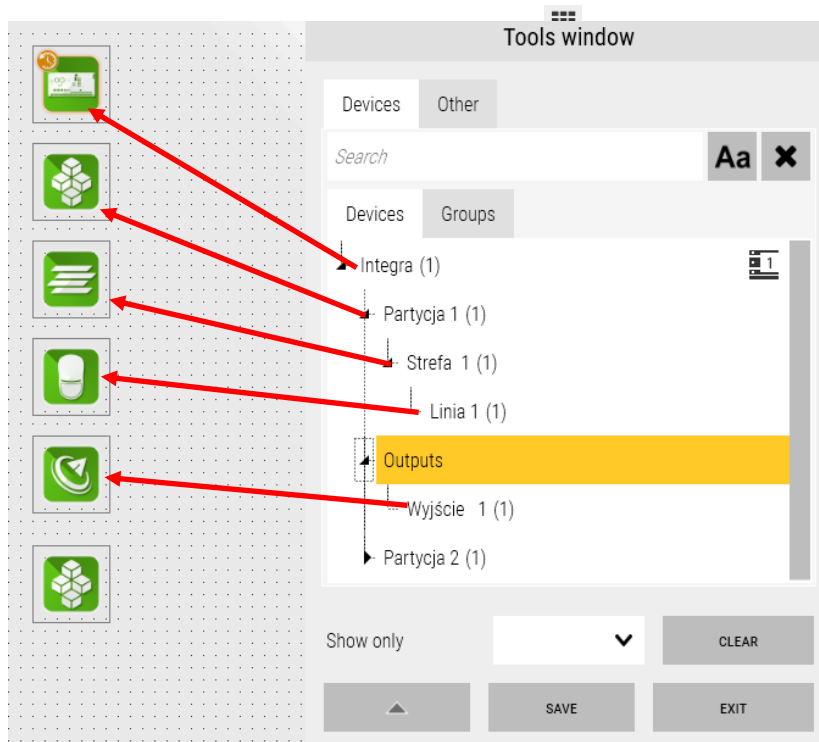 Tools window
Devices Other
Search Aa
Devices Groups
Integra (1) 1
Partycja 1 (1)
Strefa 1 (1)
Linia 1 (1)
Outputs
Wyjście 1 (1)
Partycja 2 (1)
Show only CLEAR
SAVE EXIT